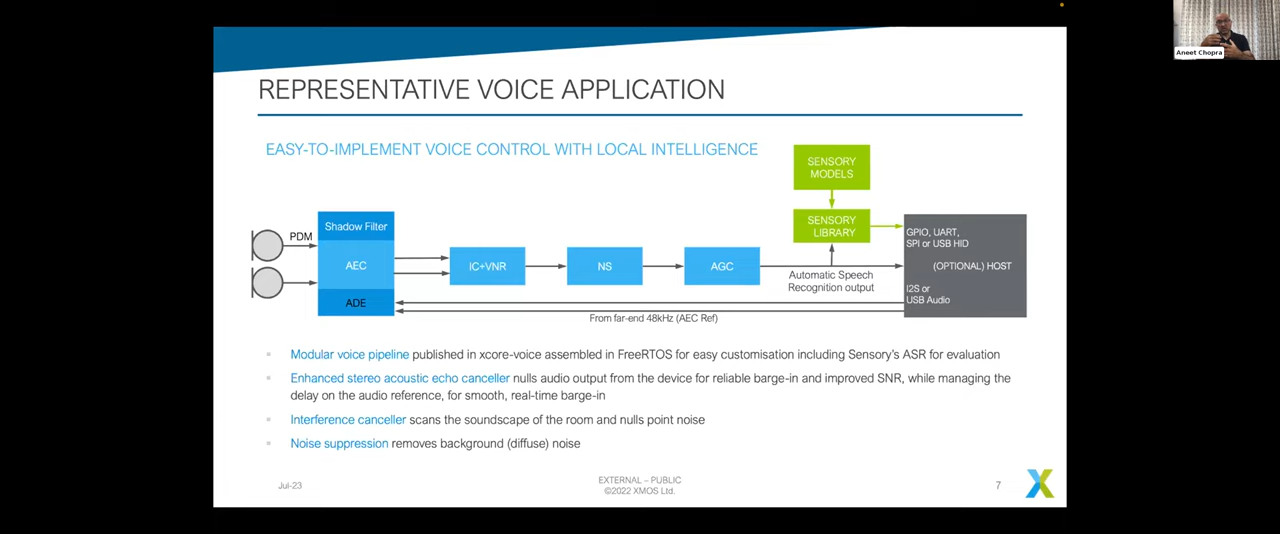 Aneet Chopra
REPRESENTATIVE VOICE APPLICATION
EASY-TO-IMPLEMENT VOICE CONTROL WITH LOCAL INTELLIGENCE
SENSORY
MODELS
SENSORY
LIBRARY
PDM
Shadow Filter
AEC
ADE
IC+VNR
NS
AGC
Automatic Speech
Recognition output
GPIO, UART,
SPI or USB HID
(OPTIONAL) HOST
I2S or
USB Audio
From far-end 48kHz (AEC Ref)
▪ Modular voice pipeline published in xcore-voice assembled in FreeRTOS for easy customisation including Sensory's ASR for evaluation
▪ Enhanced stereo acoustic echo canceller nulls audio output from the device for reliable barge-in and improved SNR, while managing the
delay on the audio reference, for smooth, real-time barge-in
▪ Interference canceller scans the soundscape of the room and nulls point noise
▪ Noise suppression removes background (diffuse) noise
Jul-23
EXTERNAL – PUBLIC
©2022 XMOS Ltd.
7